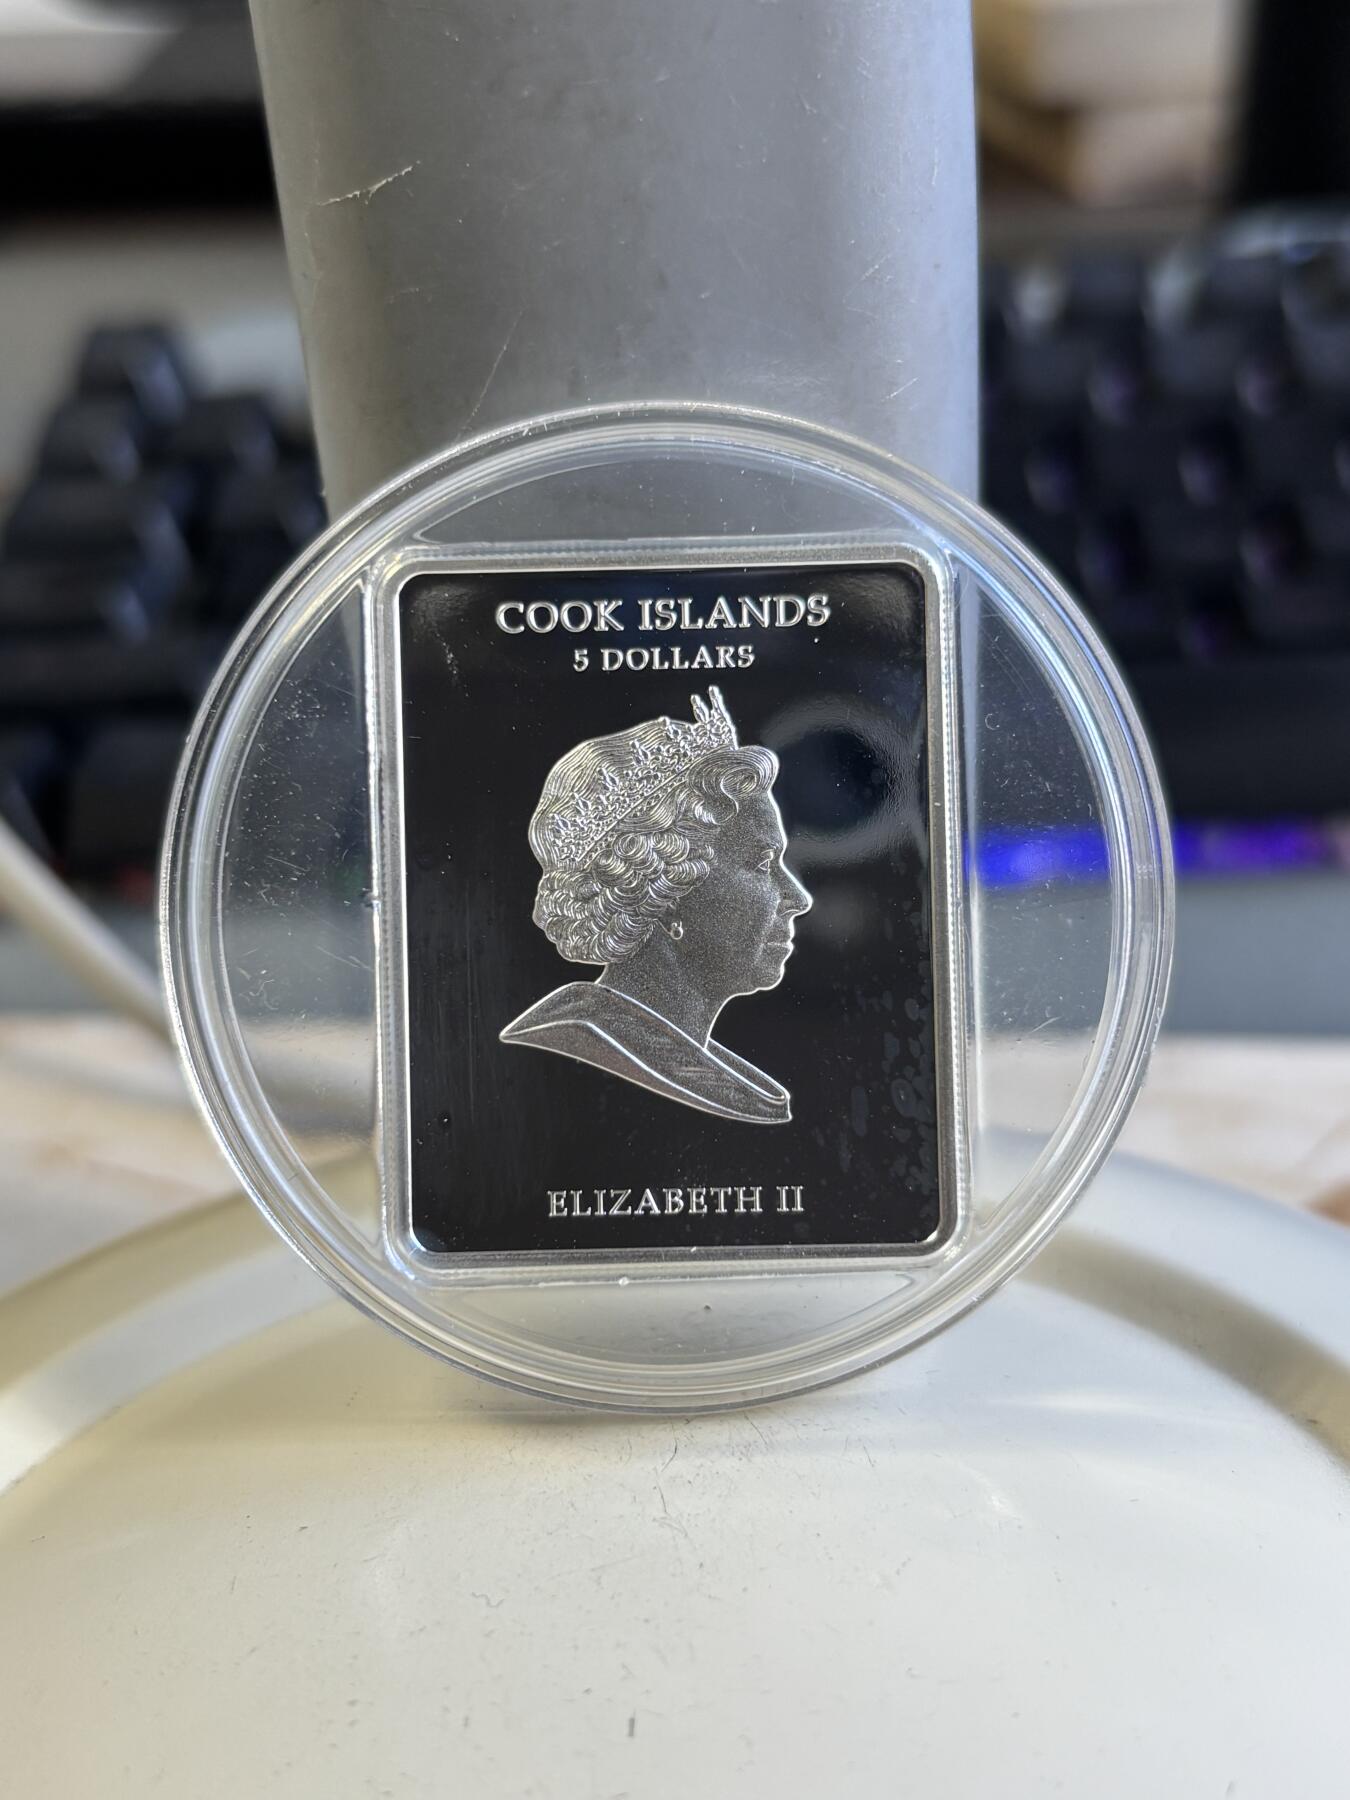 COOK ISLANDS
5 DOLLARS
ELIZABETH II